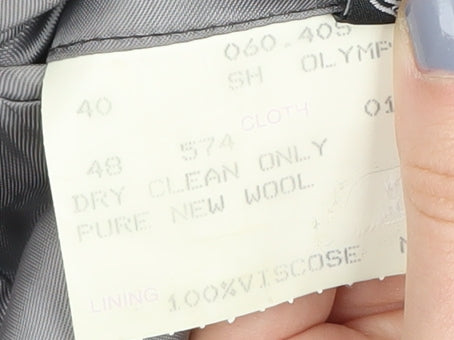 060.405
40 SH OLYMP
CLOTH 01
48 574
DRY CLEAN ONLY
PURE NEW WOOL
LINING 100%VISCOSE